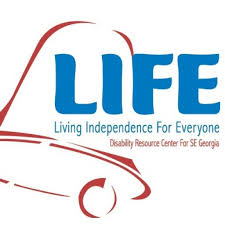 LIFE
Living Independence For Everyone
Disability Resource Center For SE Georgia